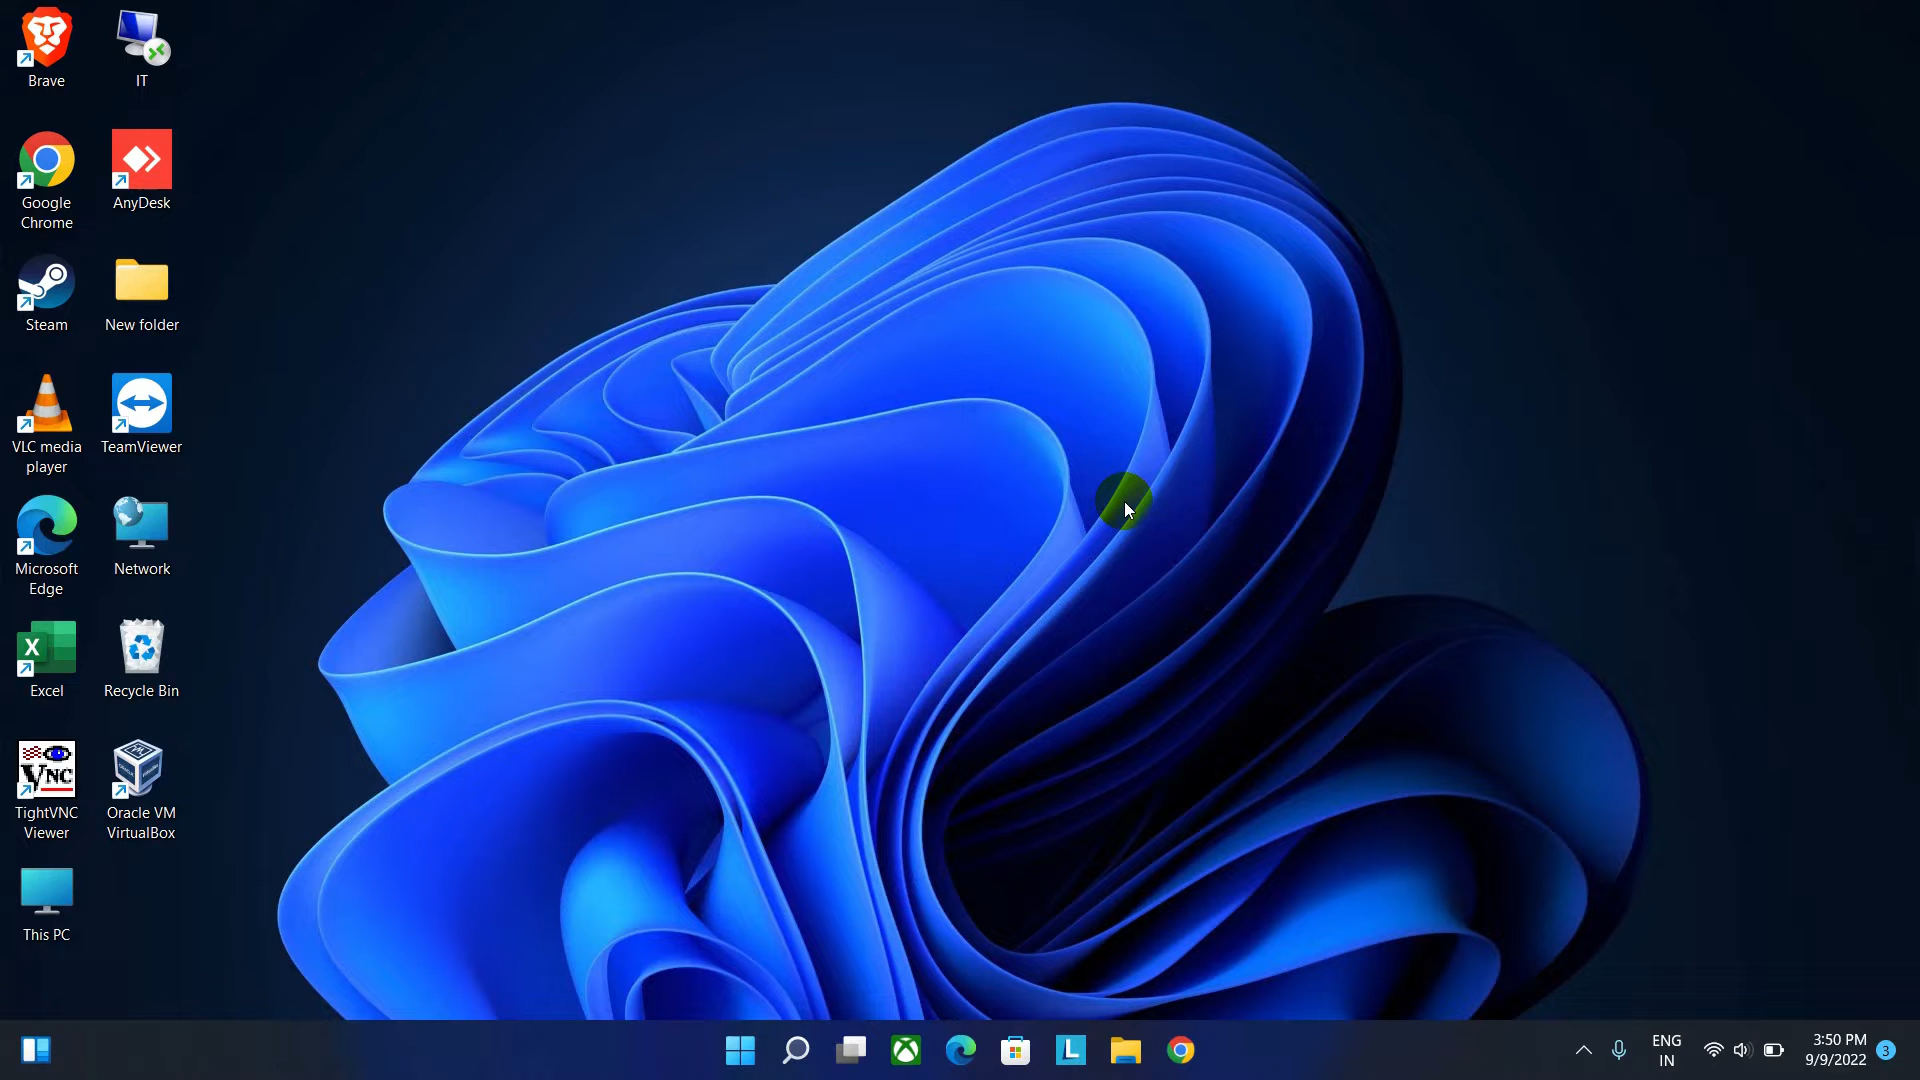 Brave
IT
Google
Chrome
AnyDesk
Steam
New folder
VLC media
player
TeamViewer
Microsoft
Edge
Network
X
Excel
Recycle Bin
VNC
TightVNC
Viewer
Oracle VM
VirtualBox
This PC
L
ENG
IN
3:50 PM
9/9/2022
3